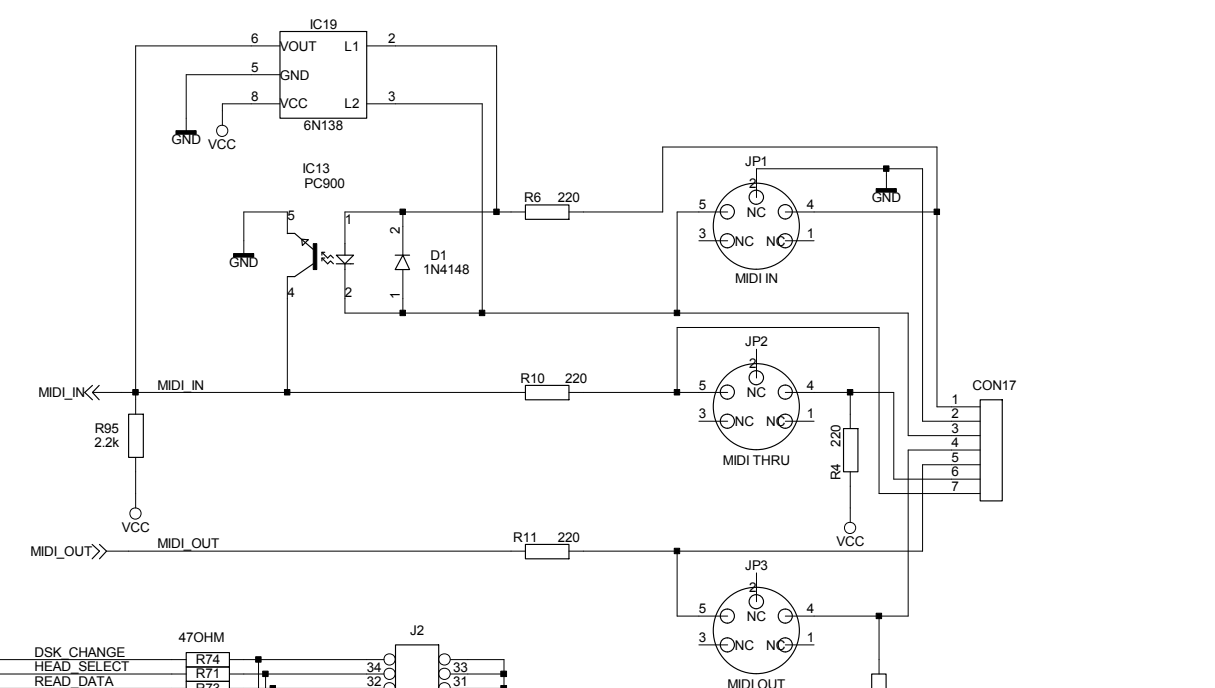 IC19
6 VOUT L1 2
5 GND
8 VCC L2 3
6N138
GND VCC
IC13
PC900
JP1
2
GND
R6 220
5 NC 4
3 NC NC 1
MIDI IN
5 1
2
GND
D1
1N4148
4 2 1
JP2
2
MIDI_IN MIDI_IN
R10 220
5 NC 4
3 NC NC 1
MIDI THRU
CON17
1
2
3
4
5
6
7
R95
2.2k
R4 220
VCC
VCC
MIDI_OUT MIDI_OUT
R11 220
JP3
2
5 NC 4
3 NC NC 1
MIDI OUT
47OHM
J2
DSK_CHANGE R74
HEAD_SELECT R71 34 33
READ_DATA R73 32 31